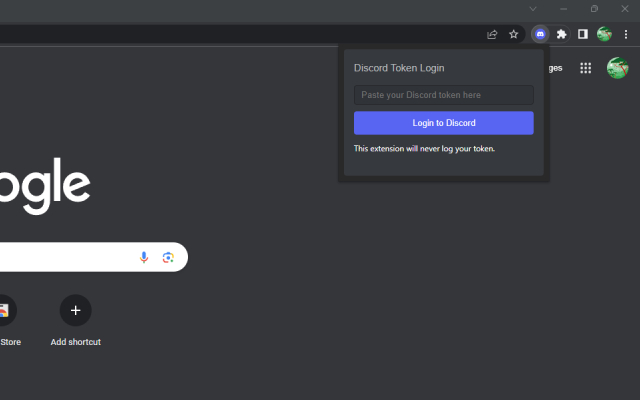 Discord Token Login
ges
Paste your Discord token here
Login to Discord
This extension will never log your token.
ogle
Store
Add shortcut